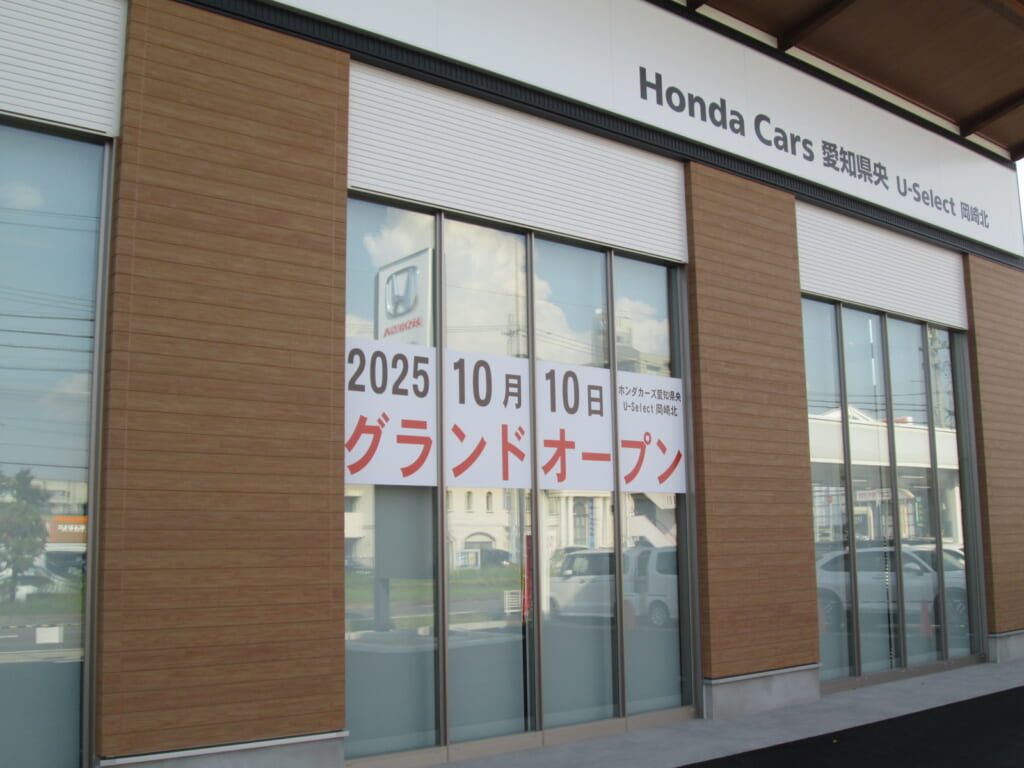 Honda Cars 愛知県央 U-Select 岡崎北
2025 10月 10日
ホンダカーズ愛知県央
U-Select 岡崎北
グランドオープン